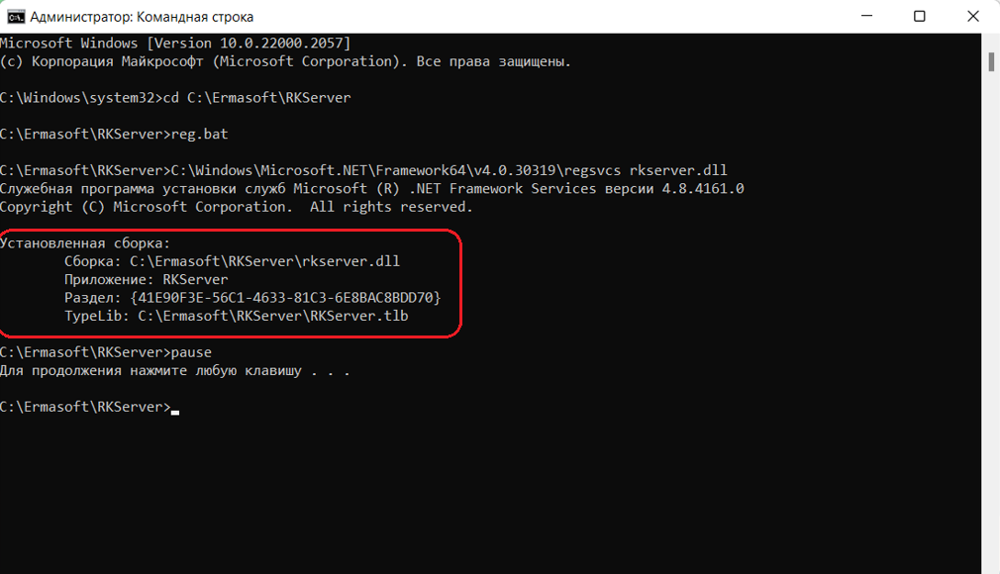 Администратор: Командная строка
Microsoft Windows [Version 10.0.22000.2057]
(c) Корпорация Майкрософт (Microsoft Corporation). Все права защищены.
C:\Windows\system32>cd C:\Ermasoft\RKServer
C:\Ermasoft\RKServer>reg.bat
C:\Ermasoft\RKServer>C:\Windows\Microsoft.NET\Framework64\v4.0.30319\regsvcs rkserver.dll
Служебная программа установки служб Microsoft (R) .NET Framework Services версии 4.8.4161.0
Copyright (C) Microsoft Corporation.  All rights reserved.
Установленная сборка:
Сборка: C:\Ermasoft\RKServer\rkserver.dll
Приложение: RKServer
Раздел: {41E90F3E-56C1-4633-81C3-6E8BAC8BDD70}
TypeLib: C:\Ermasoft\RKServer\RKServer.tlb
C:\Ermasoft\RKServer>pause
Для продолжения нажмите любую клавишу . . .
C:\Ermasoft\RKServer>